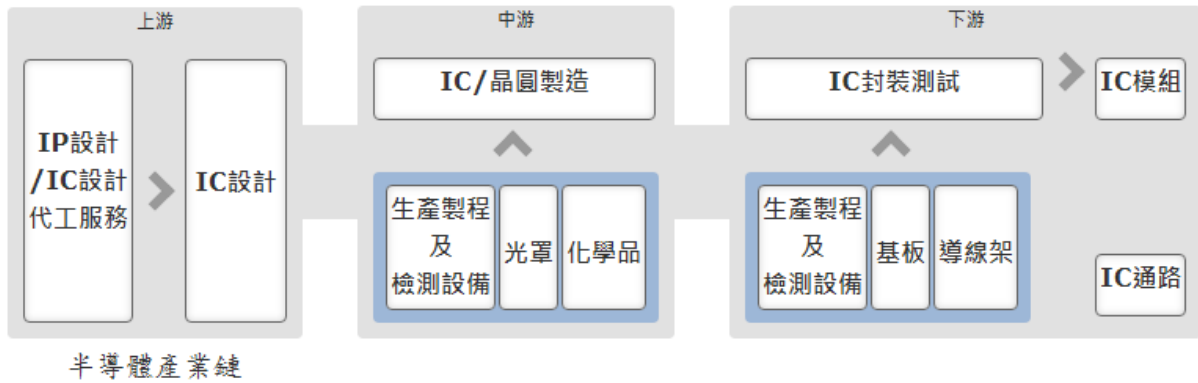 上游
IP設計
/IC設計
代工服務
IC設計
中游
IC/晶圓製造
生產製程
及
檢測設備
光罩
化學品
下游
IC封裝測試
IC模組
生產製程
及
檢測設備
基板
導線架
IC通路
半導體產業鏈